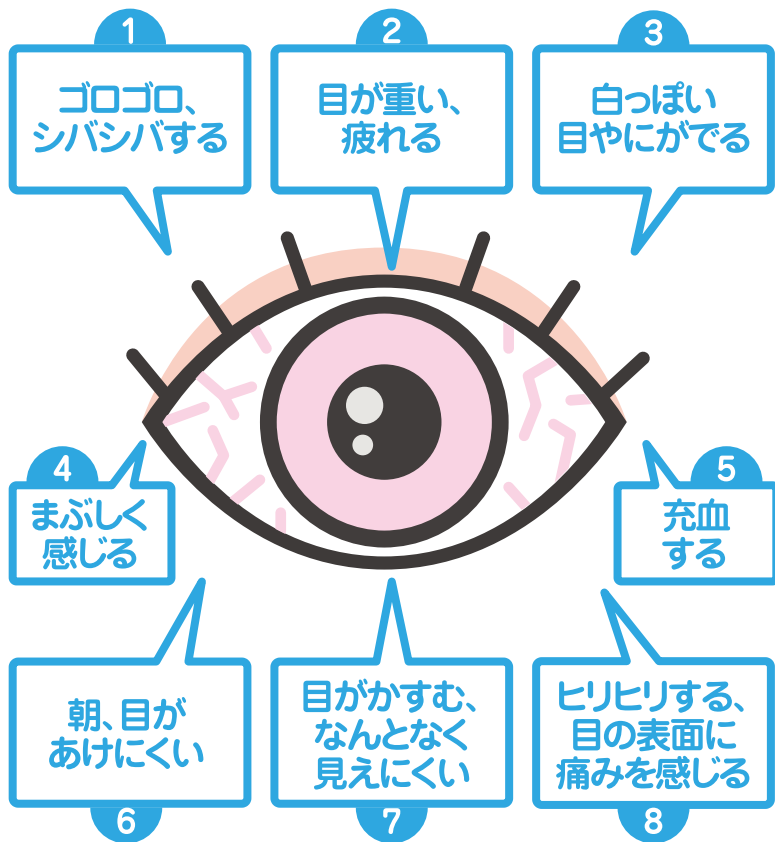 1
ゴロゴロ、
シバシバする
2
目が重い、
疲れる
3
白っぽい
目やにがでる
4
まぶしく
感じる
5
充血
する
6
朝、目が
あけにくい
7
目がかすむ、
なんとなく
見えにくい
8
ヒリヒリする、
目の表面に
痛みを感じる